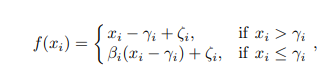 f(x_i) = { x_i − γ_i + ζ_i, if x_i > γ_i
β_i(x_i − γ_i) + ζ_i, if x_i ≤ γ_i ,